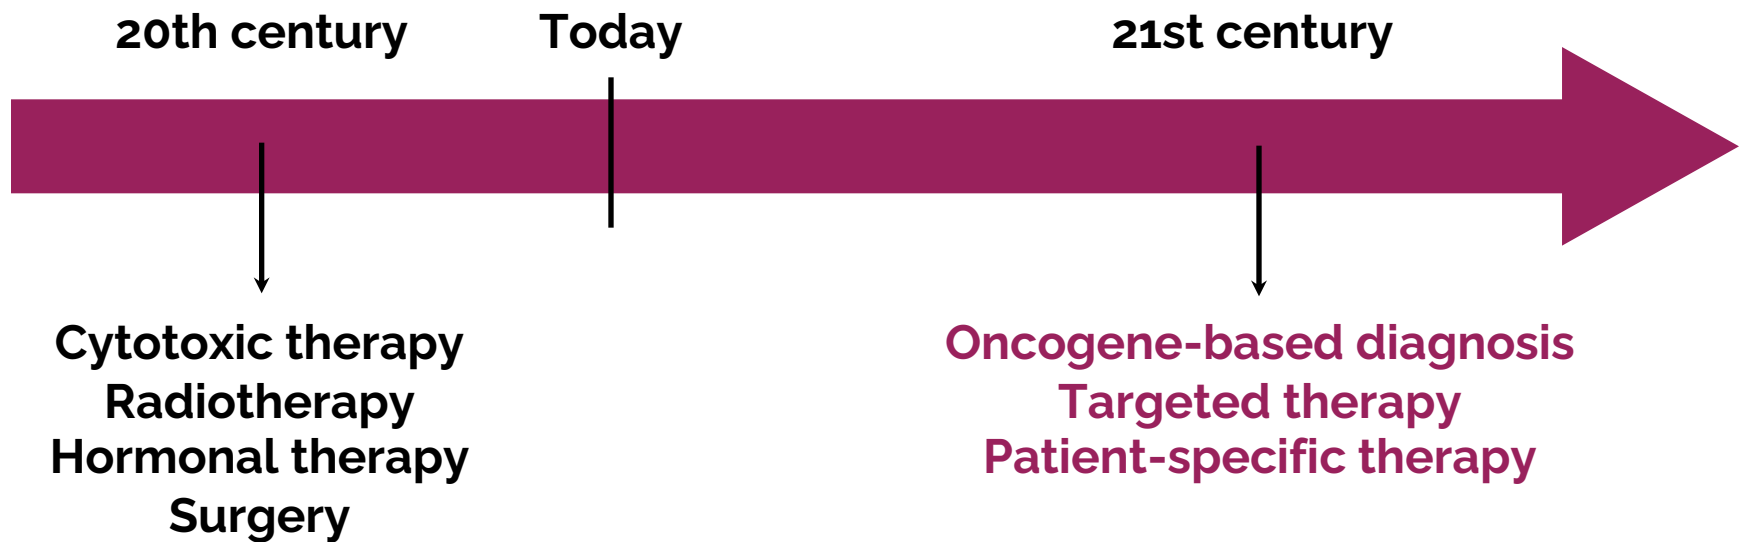 20th century
Today
21st century
Cytotoxic therapy
Radiotherapy
Hormonal therapy
Surgery
Oncogene-based diagnosis
Targeted therapy
Patient-specific therapy